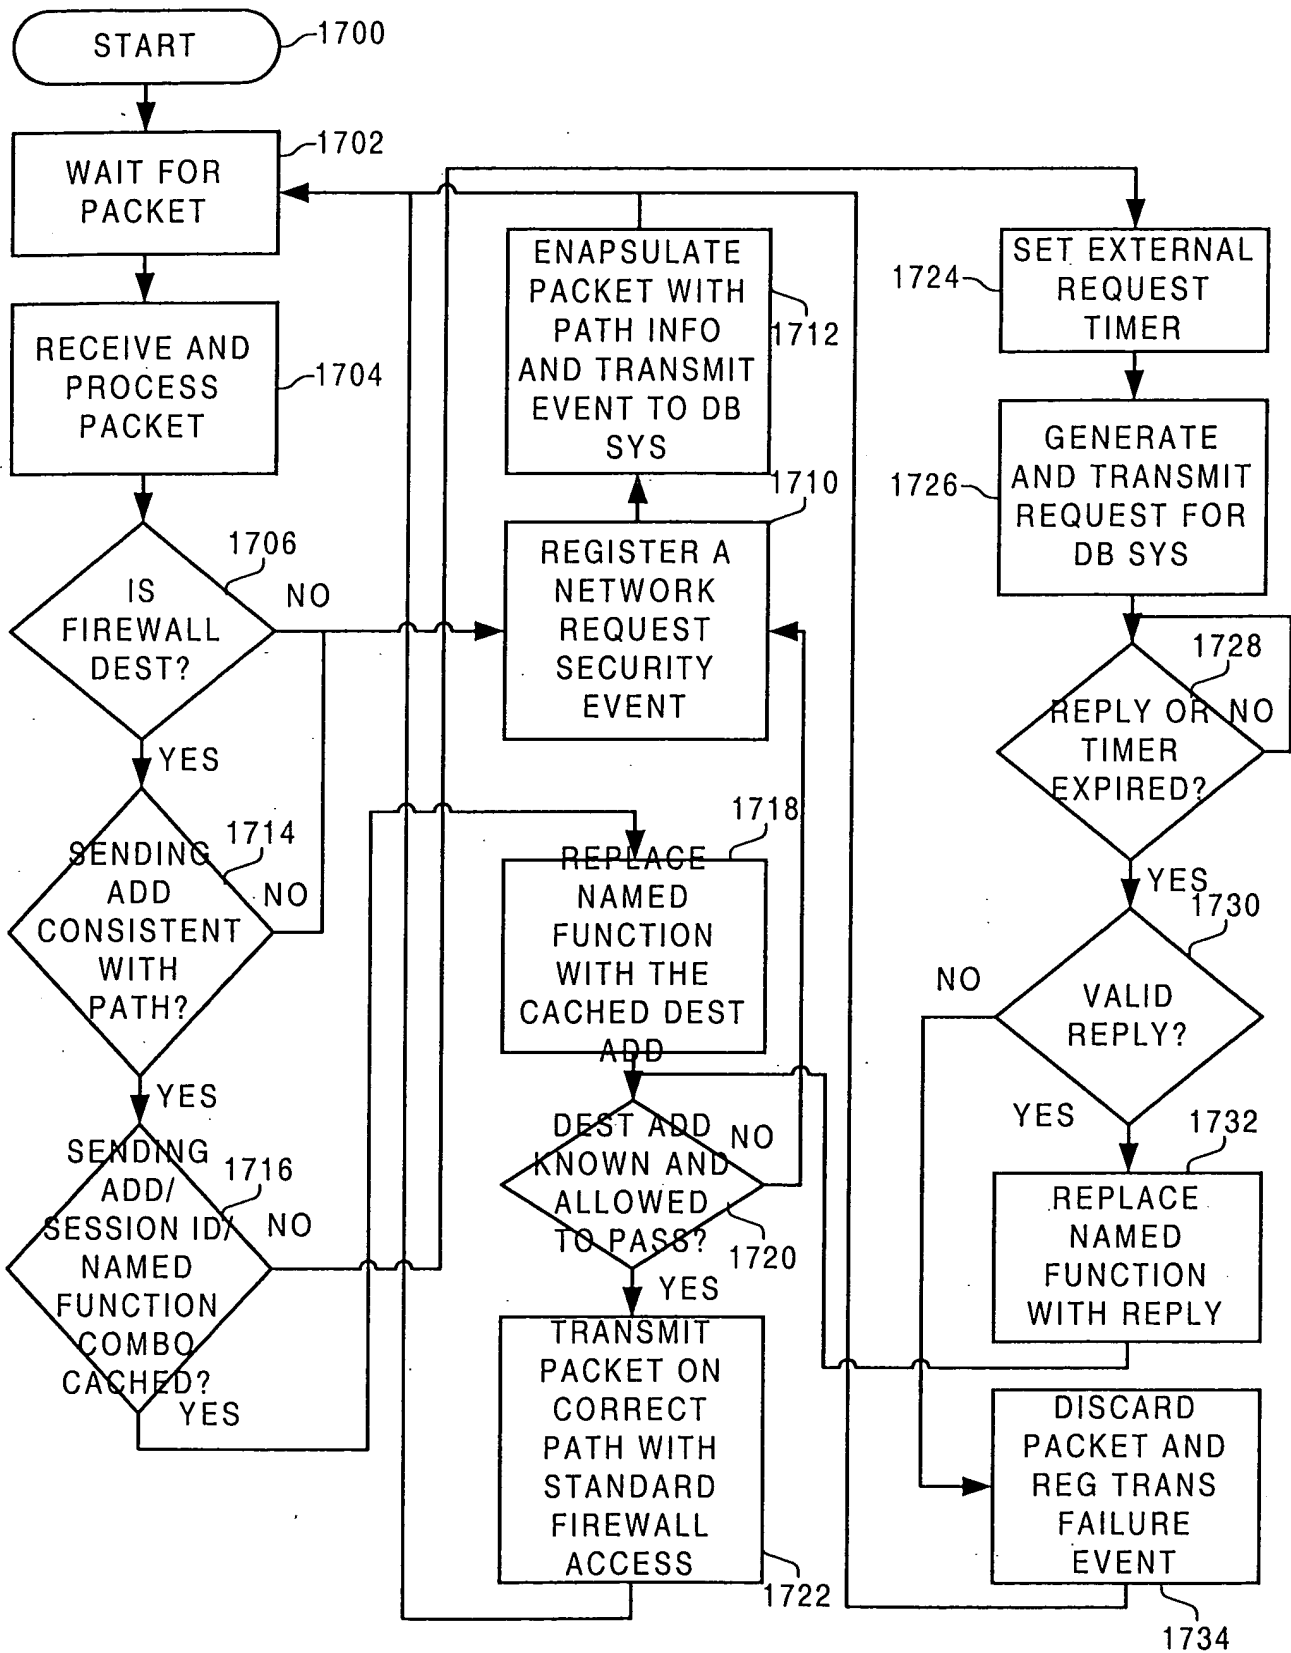 START
1700
WAIT FOR
PACKET
1702
RECEIVE AND
PROCESS
PACKET
1704
IS
FIREWALL
DEST?
1706
NO
YES
SENDING
ADD
CONSISTENT
WITH
PATH?
1714
NO
YES
SENDING
ADD/
SESSION ID/
NAMED
FUNCTION
COMBO
CACHED?
1716
NO
YES
ENAPSULATE
PACKET WITH
PATH INFO
AND TRANSMIT
EVENT TO DB
SYS
1712
REGISTER A
NETWORK
REQUEST
SECURITY
EVENT
1710
REPLACE
NAMED
FUNCTION
WITH THE
CACHED DEST
ADD
1718
DEST ADD
KNOWN AND
ALLOWED
TO PASS?
NO
1720
YES
TRANSMIT
PACKET ON
CORRECT
PATH WITH
STANDARD
FIREWALL
ACCESS
1722
SET EXTERNAL
REQUEST
TIMER
1724
GENERATE
AND TRANSMIT
REQUEST FOR
DB SYS
1726
REPLY OR
TIMER
EXPIRED?
1728
NO
YES
VALID
REPLY?
1730
NO
YES
REPLACE
NAMED
FUNCTION
WITH REPLY
1732
DISCARD
PACKET AND
REG TRANS
FAILURE
EVENT
1734